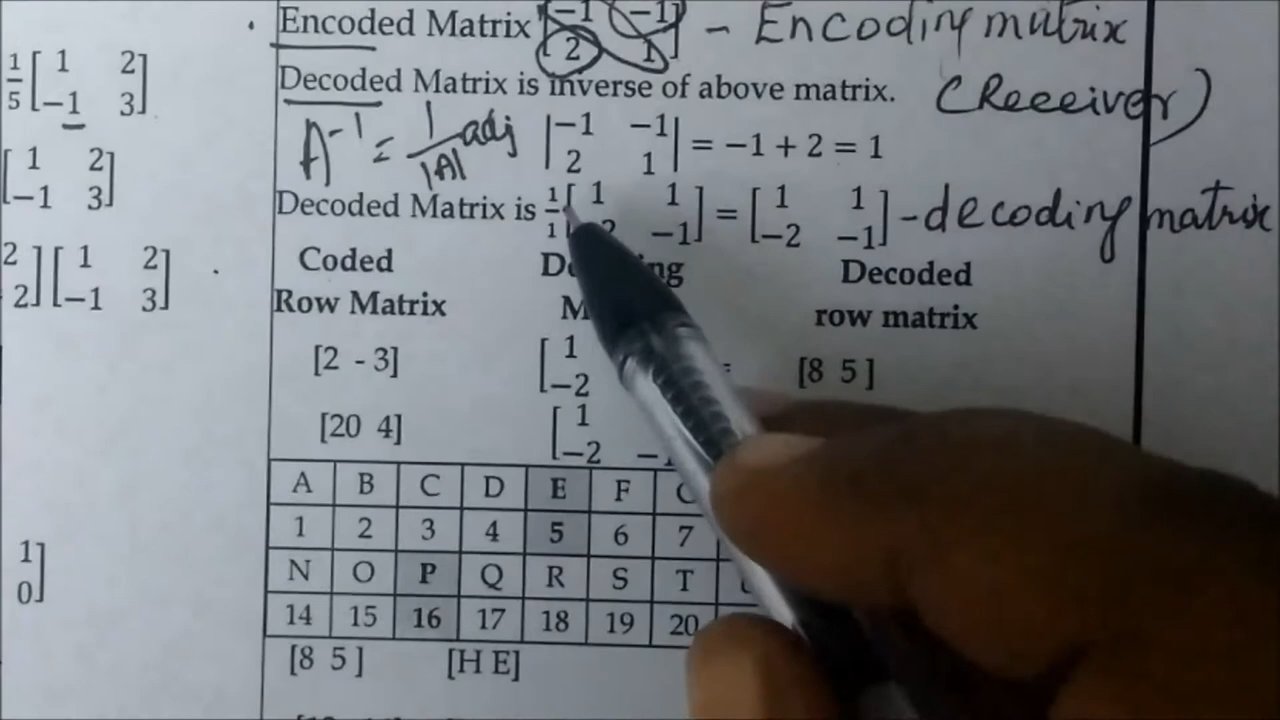 Encoded Matrix [−1 −1] - Encoding matrix
[2 1]
Decoded Matrix is inverse of above matrix. (Receiver)
A⁻¹ = 1/|A| adj |−1 −1| = −1 + 2 = 1
|2 1|
Decoded Matrix is 1/1 [1 1] = [1 1] - decoding matrix
−1] [−2 −1]
Coded Decoded
Row Matrix row matrix
[2 - 3] [1 [8 5]
[−2
[20 4] [1
[−2
A B C D E F
1 2 3 4 5 6 7
N O P Q R S T
14 15 16 17 18 19 20
[8 5] [H E]
1/5 [1 2]
[−1 3]
[1 2]
[−1 3]
2] [1 2]
2] [−1 3]
1]
0]